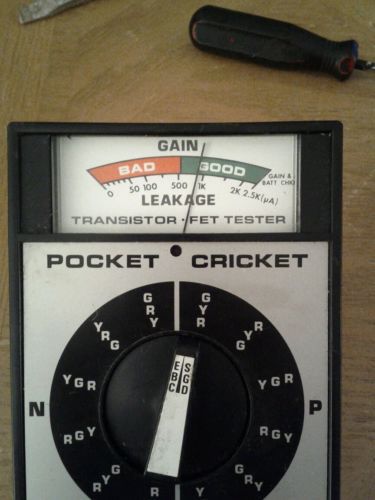 GAIN
BAD GOOD
0 50 100 500 1K 2K 2.5K(µA)
GAIN &
BATT CHK
LEAKAGE
TRANSISTOR · FET TESTER
POCKET CRICKET
G R Y
G Y R
Y R G
G Y R
Y G R
G R Y
E B C
S G D
N P
R G Y
R G Y
R Y G
G R Y